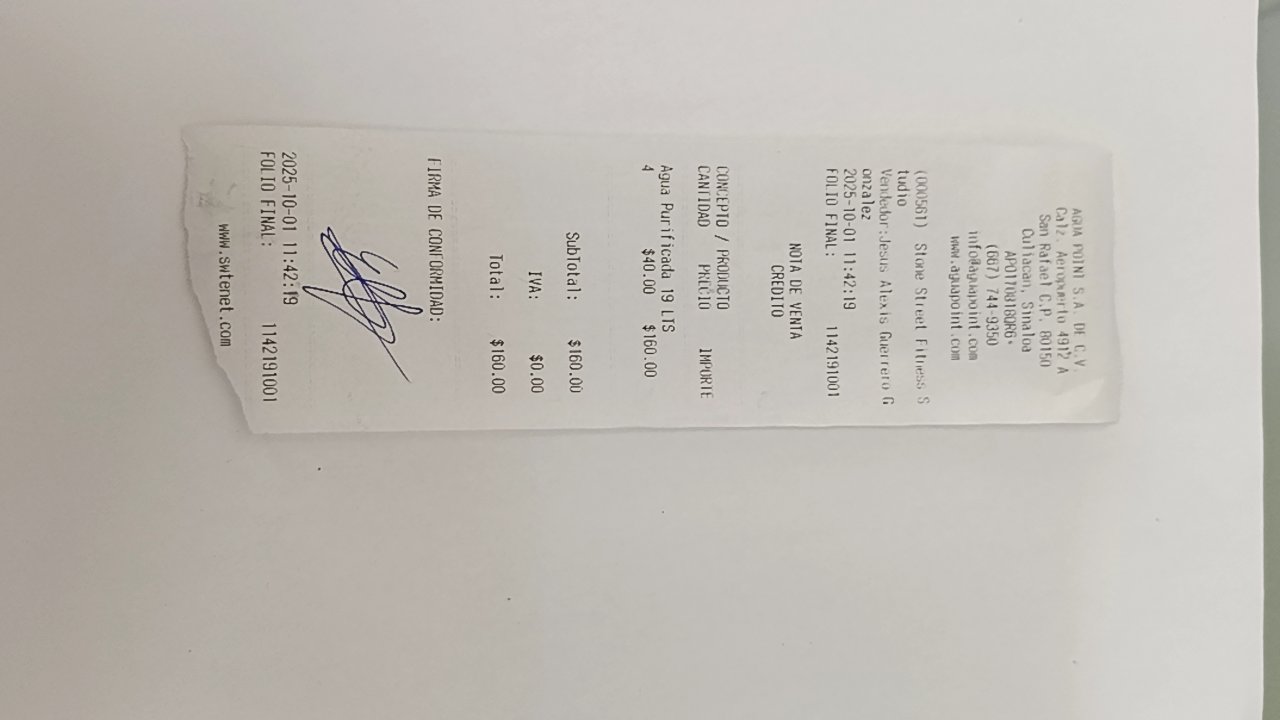 AGUA POINT S.A. DE C.V.
Calz. Aeropuerto 4912 A
San Rafael C.P. 80150
Culiacan, Sinaloa
(667) 744-9350
info@aguapoint.com
www.aguapoint.com
(000561) Stone Street Fitness S
tudio
Vendedor:Jesus Alexis Guerrero G
onzalez
2025-10-01 11:42:19
FOLIO FINAL: 1142191001
NOTA DE VENTA
CREDITO
CONCEPTO / PRODUCTO
CANTIDAD PRECIO IMPORTE
Agua Purificada 19 LTS
4 $40.00 $160.00
SubTotal: $160.00
IVA: $0.00
Total: $160.00
FIRMA DE CONFORMIDAD:
2025-10-01 11:42:19
FOLIO FINAL: 1142191001
www.swtenet.com